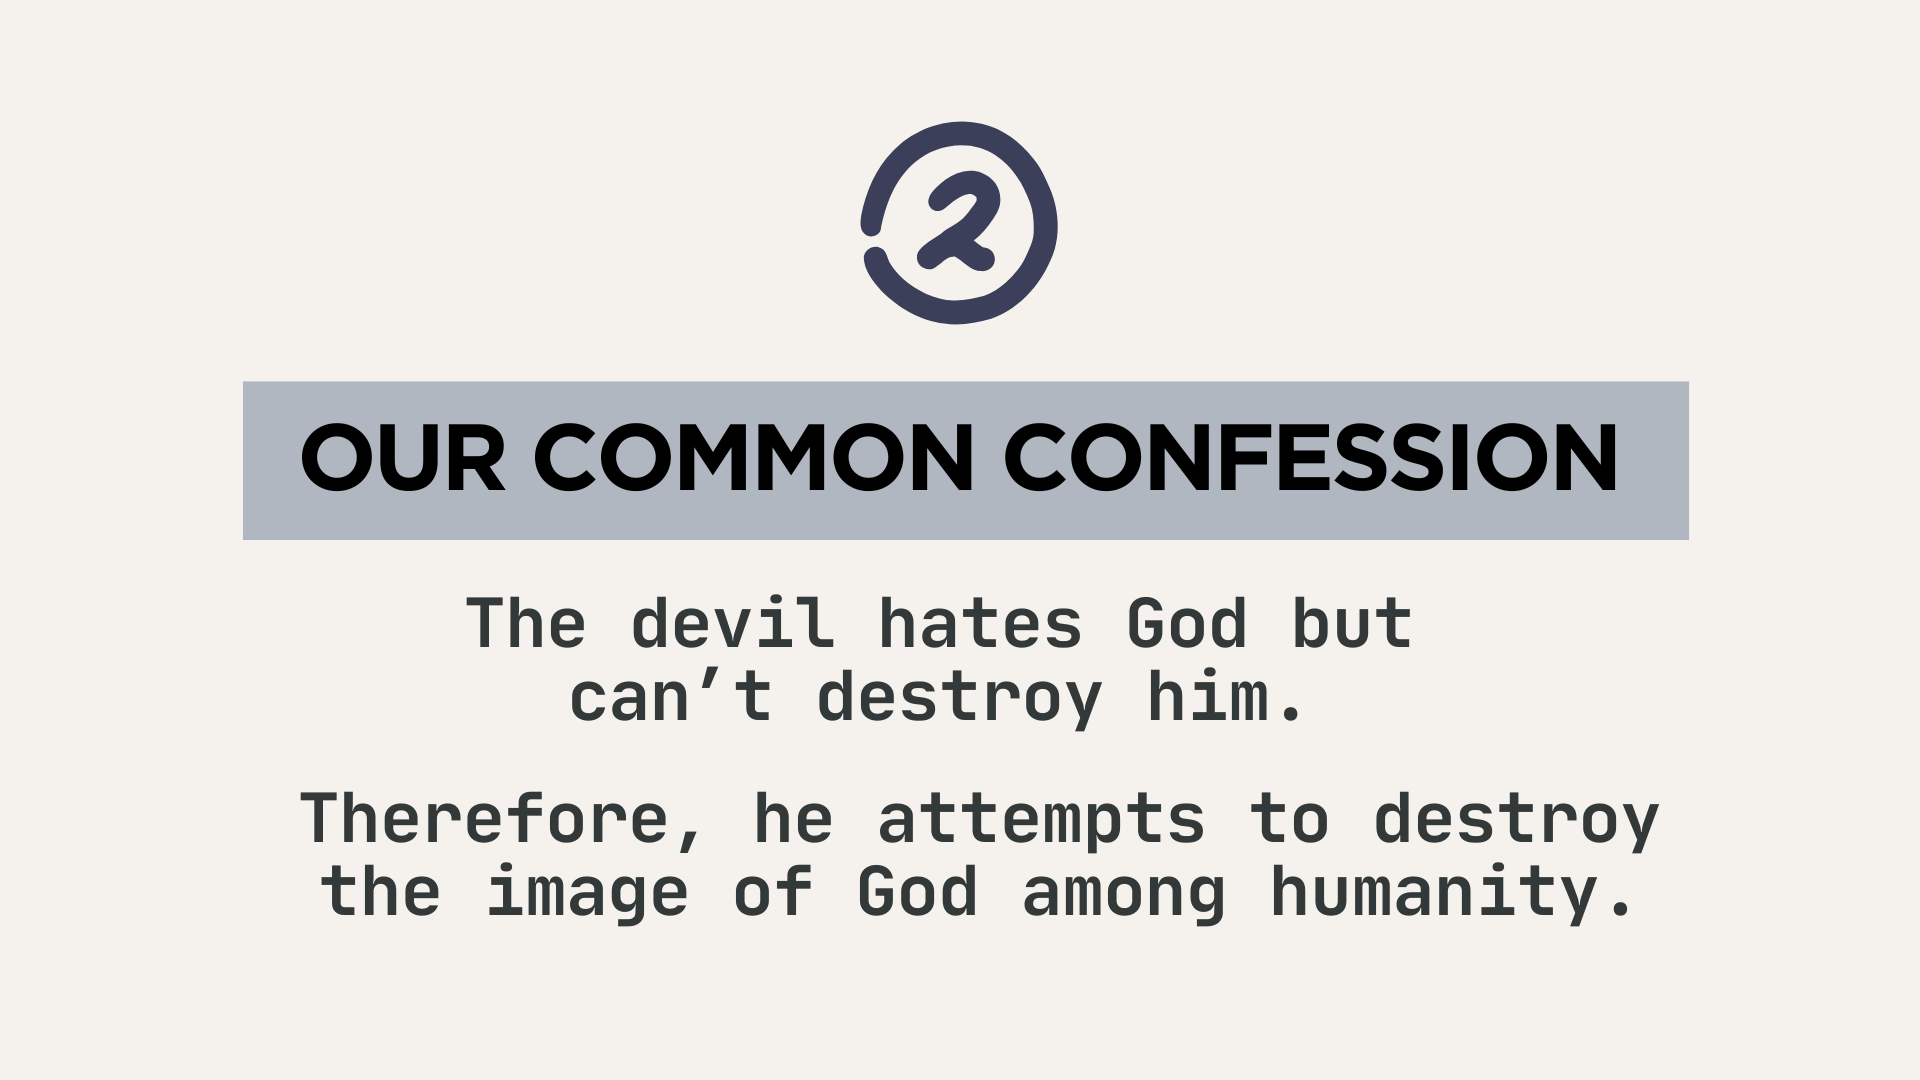 2
OUR COMMON CONFESSION
The devil hates God but
can’t destroy him.
Therefore, he attempts to destroy
the image of God among humanity.